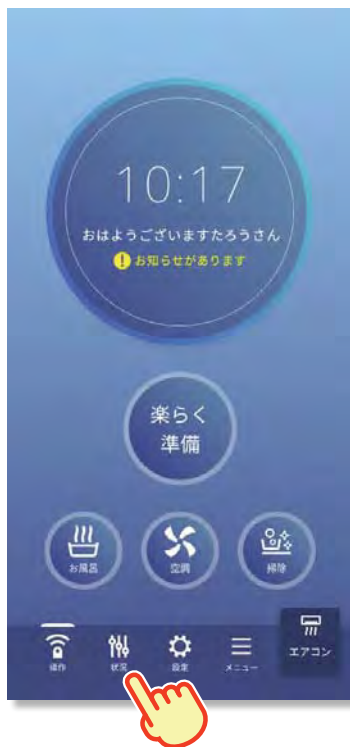 10:17
おはようございますたろうさん
! お知らせがあります
楽らく
準備
お風呂
空調
掃除
操作
状況
設定
メニュー
エアコン